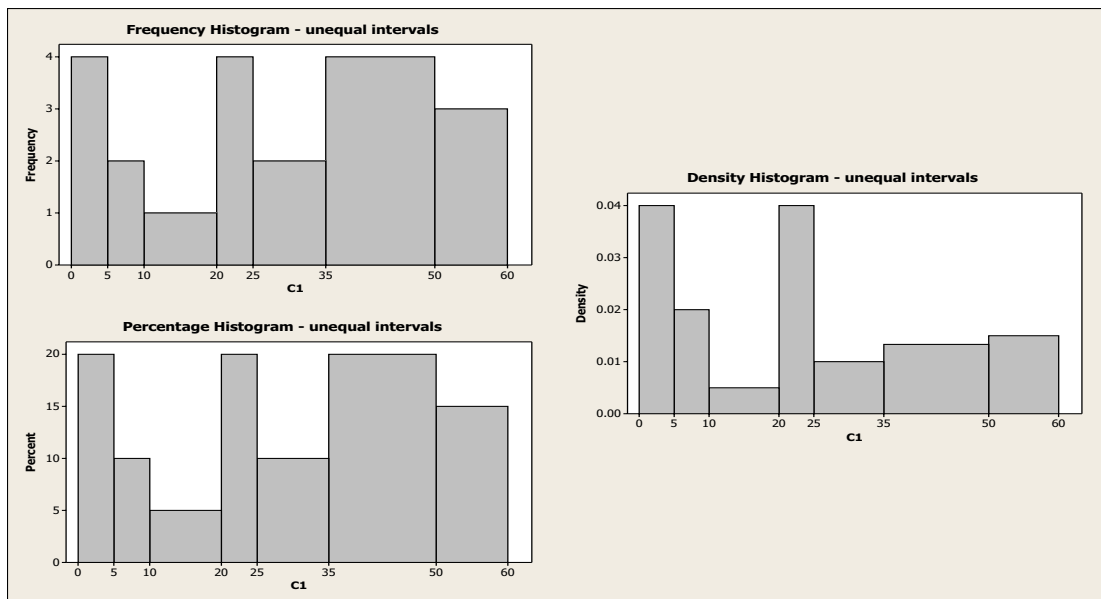 Frequency Histogram - unequal intervals
4
3
2
1
0
Frequency
0 5 10 20 25 35 50 60
C1
Percentage Histogram - unequal intervals
20
15
10
5
0
Percent
0 5 10 20 25 35 50 60
C1
Density Histogram - unequal intervals
0.04
0.03
0.02
0.01
0.00
Density
0 5 10 20 25 35 50 60
C1